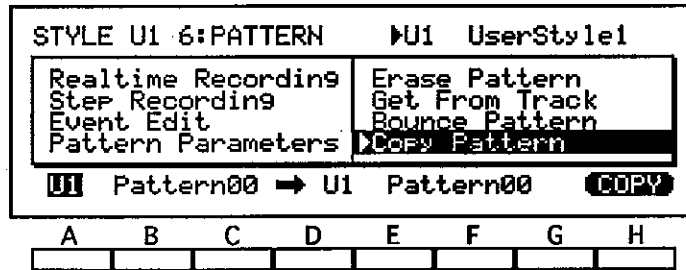 STYLE U1 6:PATTERN ▶U1 UserStyle1
Realtime Recording
Step Recording
Event Edit
Pattern Parameters
Erase Pattern
Get From Track
Bounce Pattern
▶Copy Pattern
U1 Pattern00 ➡ U1 Pattern00 COPY
A B C D E F G H